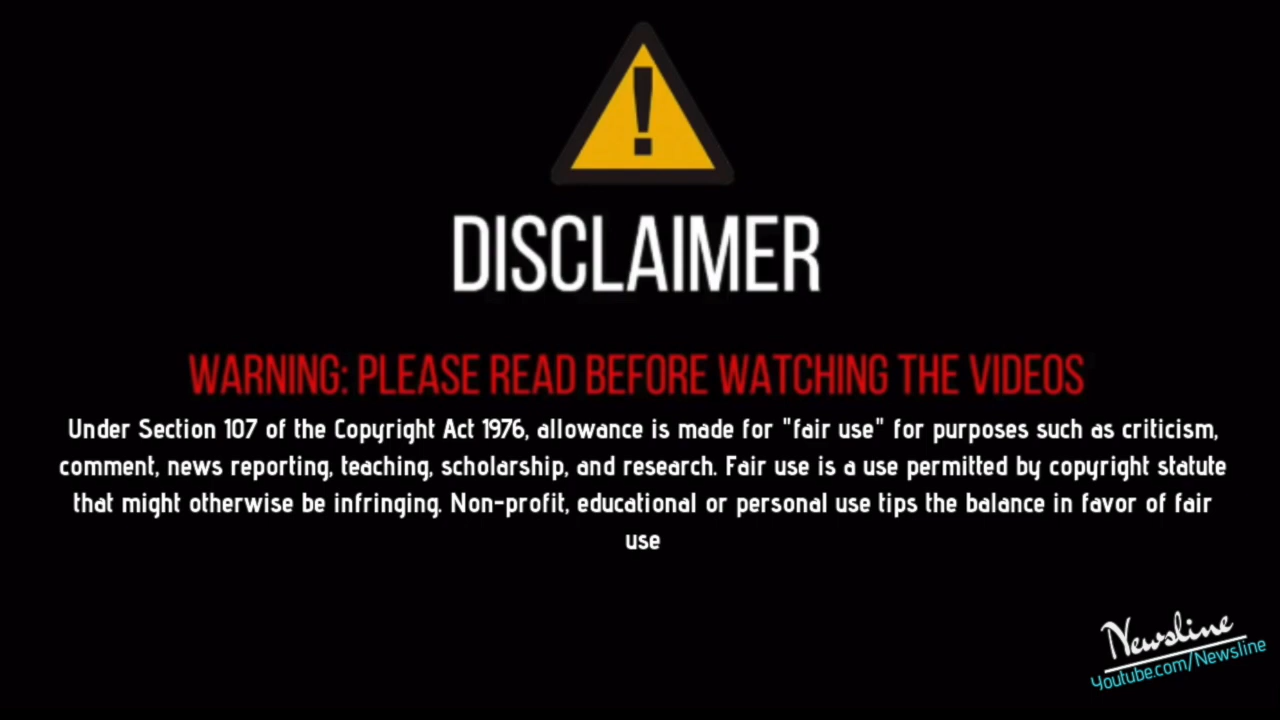 DISCLAIMER
WARNING: PLEASE READ BEFORE WATCHING THE VIDEOS
Under Section 107 of the Copyright Act 1976, allowance is made for "fair use" for purposes such as criticism,
comment, news reporting, teaching, scholarship, and research. Fair use is a use permitted by copyright statute
that might otherwise be infringing. Non-profit, educational or personal use tips the balance in favor of fair
use
Newsline
Youtube.com/Newsline